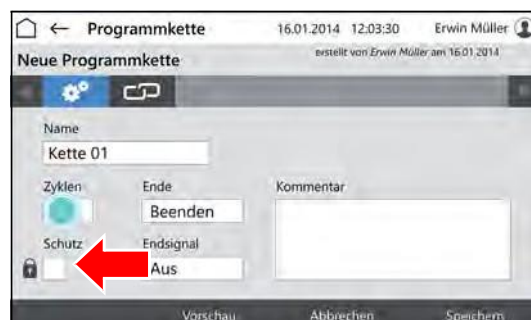 Programmkette 16.01.2014 12:03:30 Erwin Müller
Neue Programmkette erstellt von Erwin Müller am 16.01.2014
Name
Kette 01
Zyklen Ende Kommentar
Beenden
Schutz Endsignal
Aus
Vorschau Abbrechen Speichern